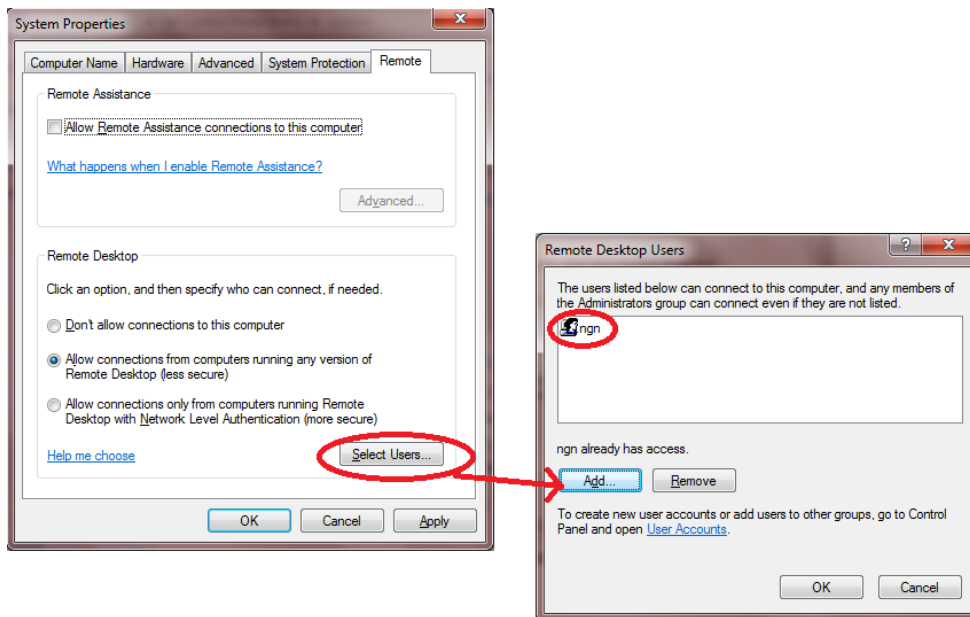 System Properties
Computer Name Hardware Advanced System Protection Remote
Remote Assistance
Allow Remote Assistance connections to this computer
What happens when I enable Remote Assistance?
Advanced...
Remote Desktop
Click an option, and then specify who can connect, if needed.
Don't allow connections to this computer
Allow connections from computers running any version of
Remote Desktop (less secure)
Allow connections only from computers running Remote
Desktop with Network Level Authentication (more secure)
Help me choose
Select Users...
OK Cancel Apply
Remote Desktop Users
?
The users listed below can connect to this computer, and any members of
the Administrators group can connect even if they are not listed.
ngn
ngn already has access.
Add... Remove
To create new user accounts or add users to other groups, go to Control
Panel and open User Accounts.
OK Cancel